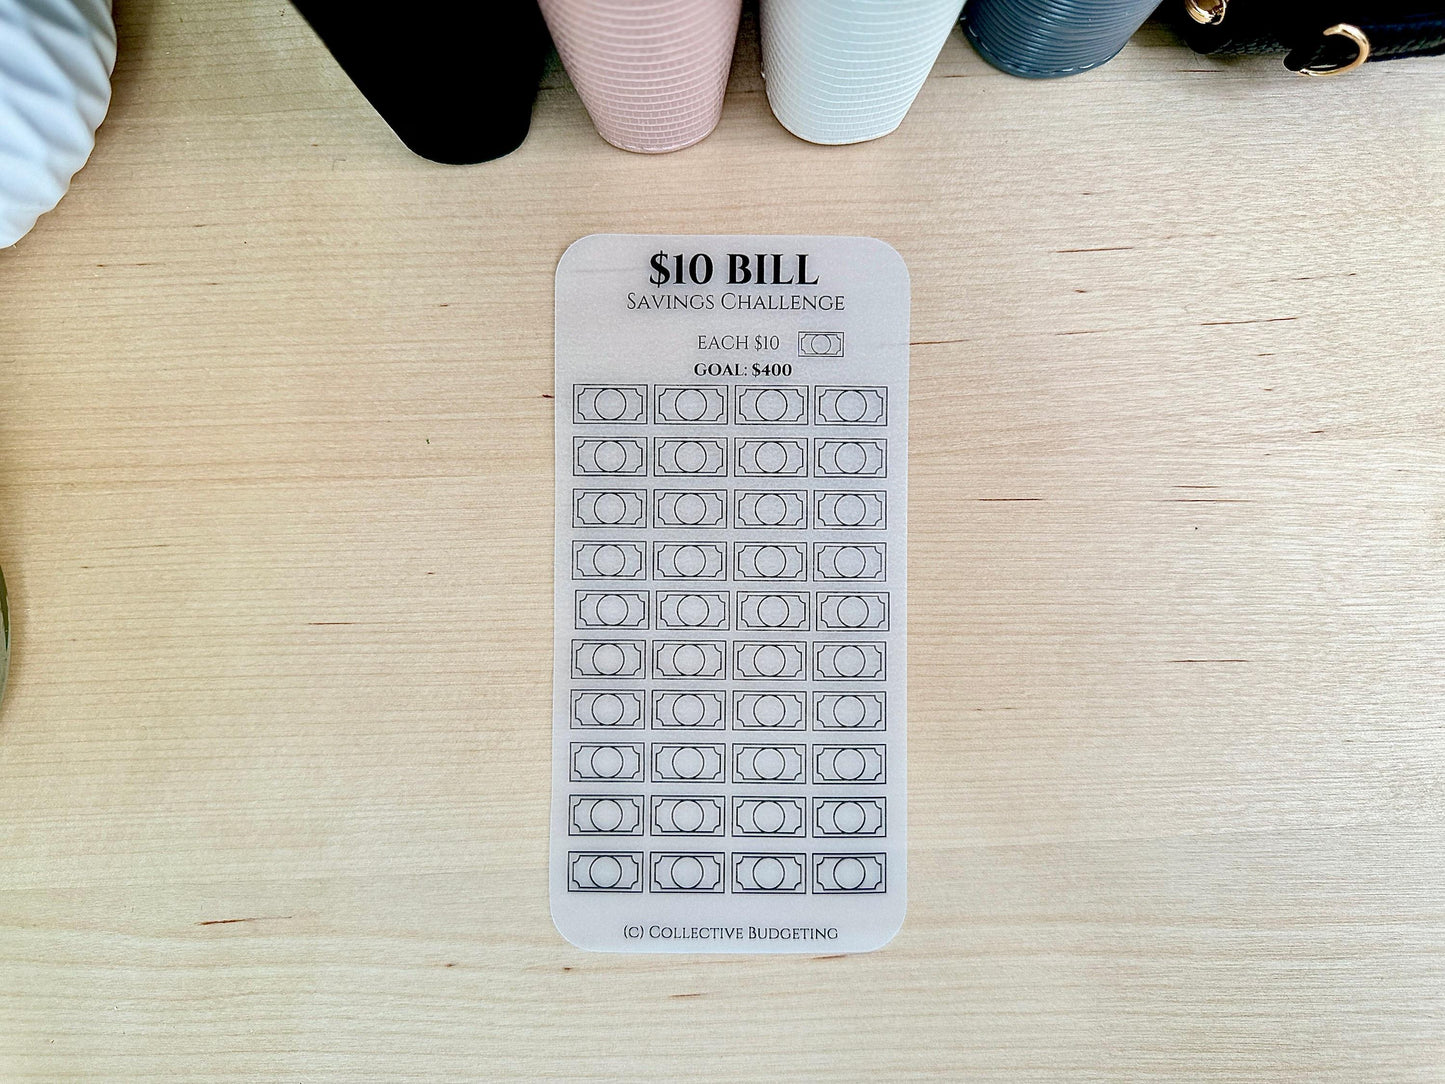 $10 BILL
SAVINGS CHALLENGE
EACH $10
GOAL: $400
(C) COLLECTIVE BUDGETING